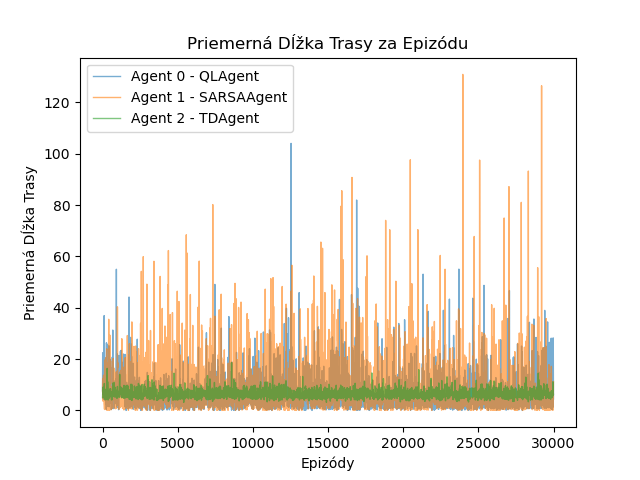 Priemerná Dĺžka Trasy za Epizódu
Agent 0 - QLAgent
Agent 1 - SARSAAgent
Agent 2 - TDAgent
Priemerná Dĺžka Trasy
120
100
80
60
40
20
0
0 5000 10000 15000 20000 25000 30000
Epizódy